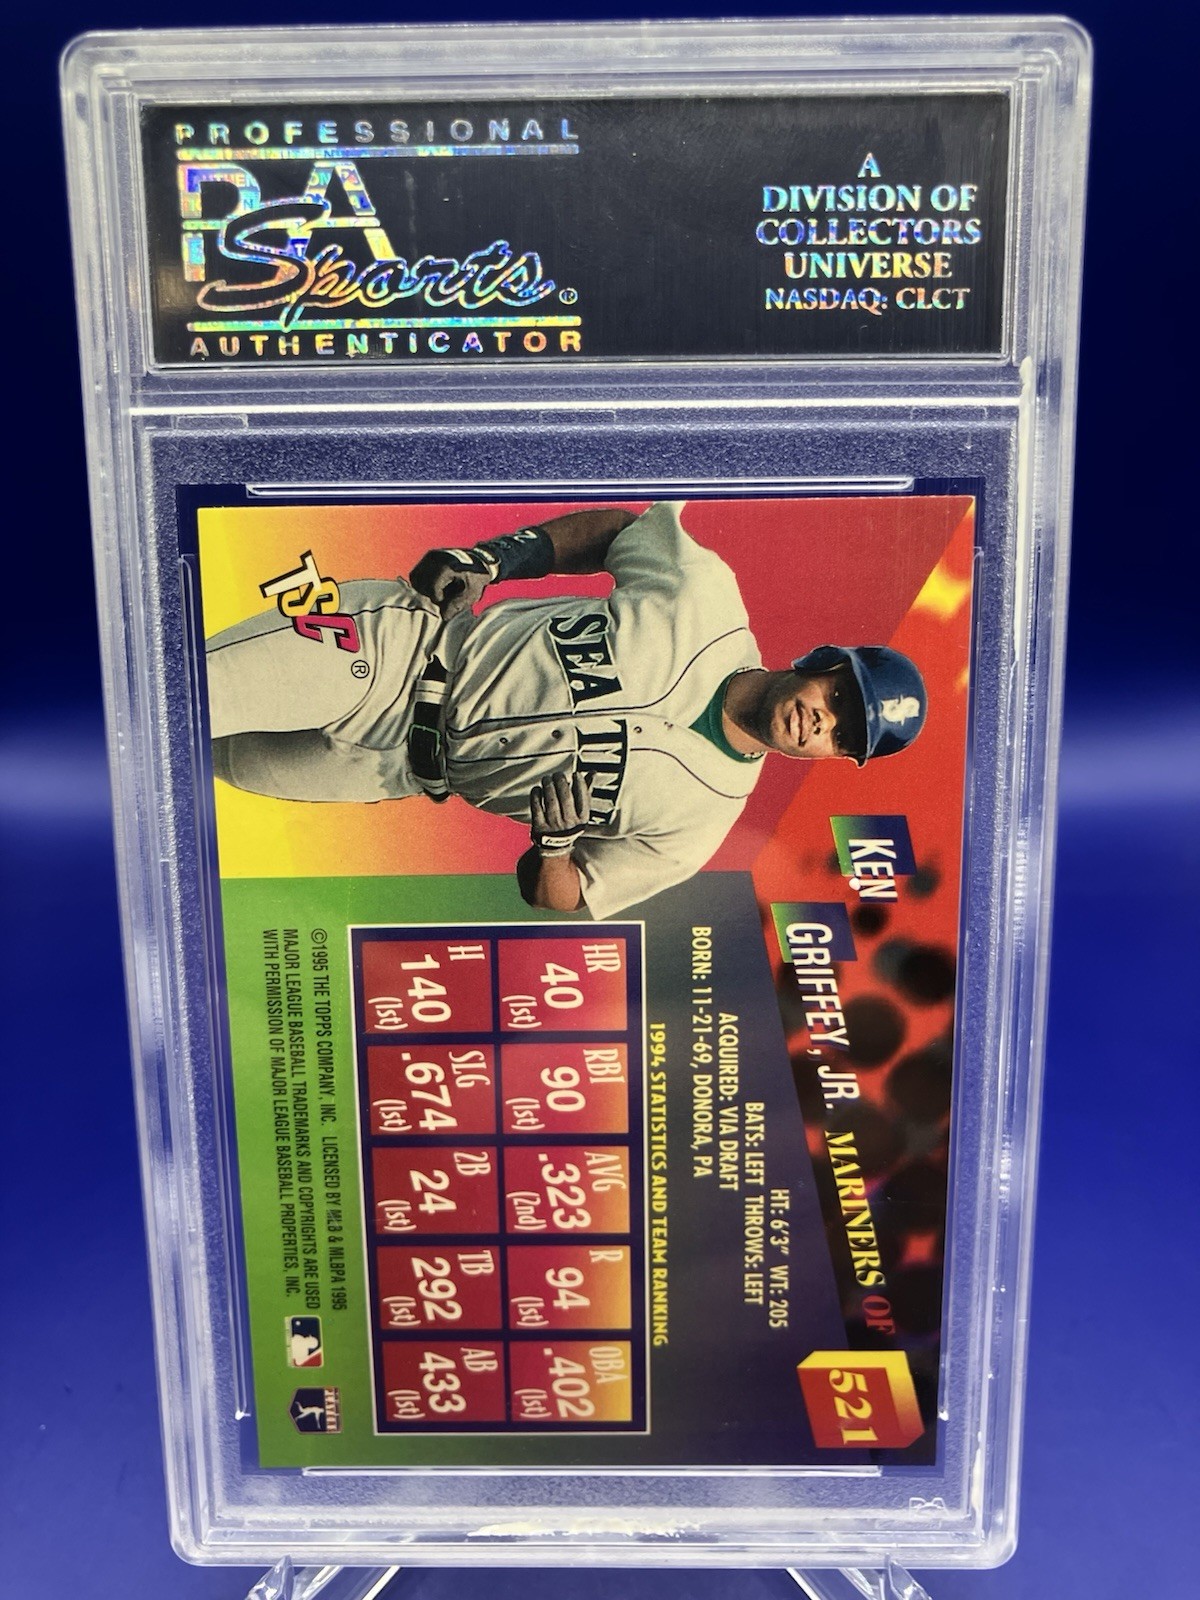 PROFESSIONAL
PSA
Sports®
AUTHENTICATOR
A
DIVISION OF
COLLECTORS
UNIVERSE
NASDAQ: CLCT
TSC®
SEATTLE
S
KEN
GRIFFEY, JR. MARINERS OF
521
HT: 6'3" WT: 205
BATS: LEFT THROWS: LEFT
ACQUIRED: VIA DRAFT
BORN: 11-21-69, DONORA, PA
1994 STATISTICS AND TEAM RANKING
HR RBI AVG R OBA
40 90 .323 94 .402
(1st) (1st) (2nd) (1st) (1st)
H SLG 2B TB AB
140 .674 24 292 433
(1st) (1st) (1st) (1st) (1st)
©1995 THE TOPPS COMPANY, INC. LICENSED BY MLB & MLBPA 1995
MAJOR LEAGUE BASEBALL TRADEMARKS AND COPYRIGHTS ARE USED
WITH PERMISSION OF MAJOR LEAGUE BASEBALL PROPERTIES, INC.